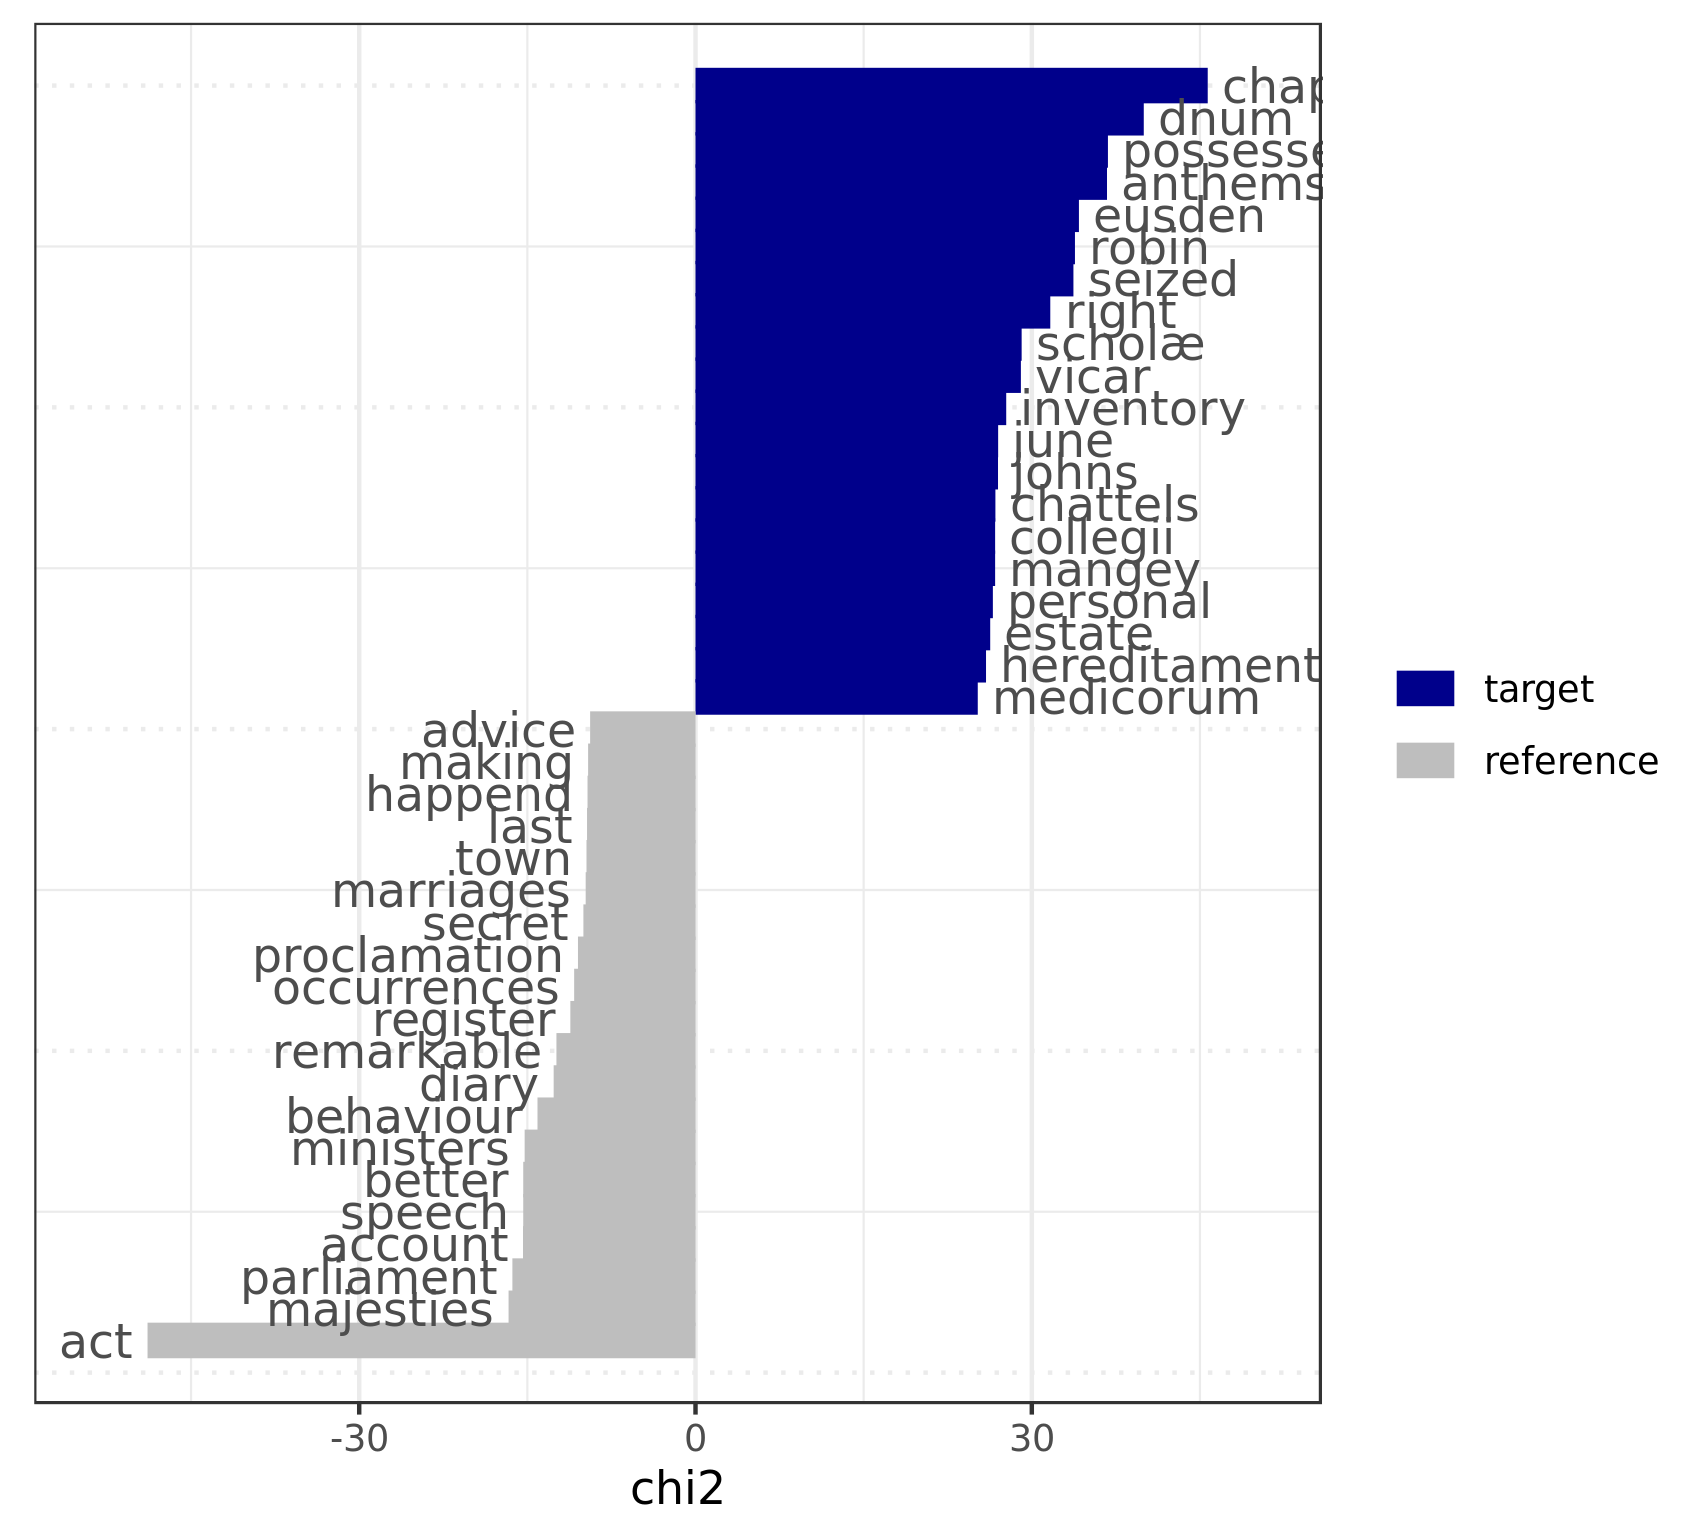 chap
dnum
possesse
anthems
eusden
robin
seized
right
scholæ
vicar
inventory
june
johns
chattels
collegii
mangey
personal
estate
hereditament
medicorum
target
reference
advice
making
happend
last
town
marriages
secret
proclamation
occurrences
register
remarkable
diary
behaviour
ministers
better
speech
account
parliament
majesties
act
-30 0 30
chi2